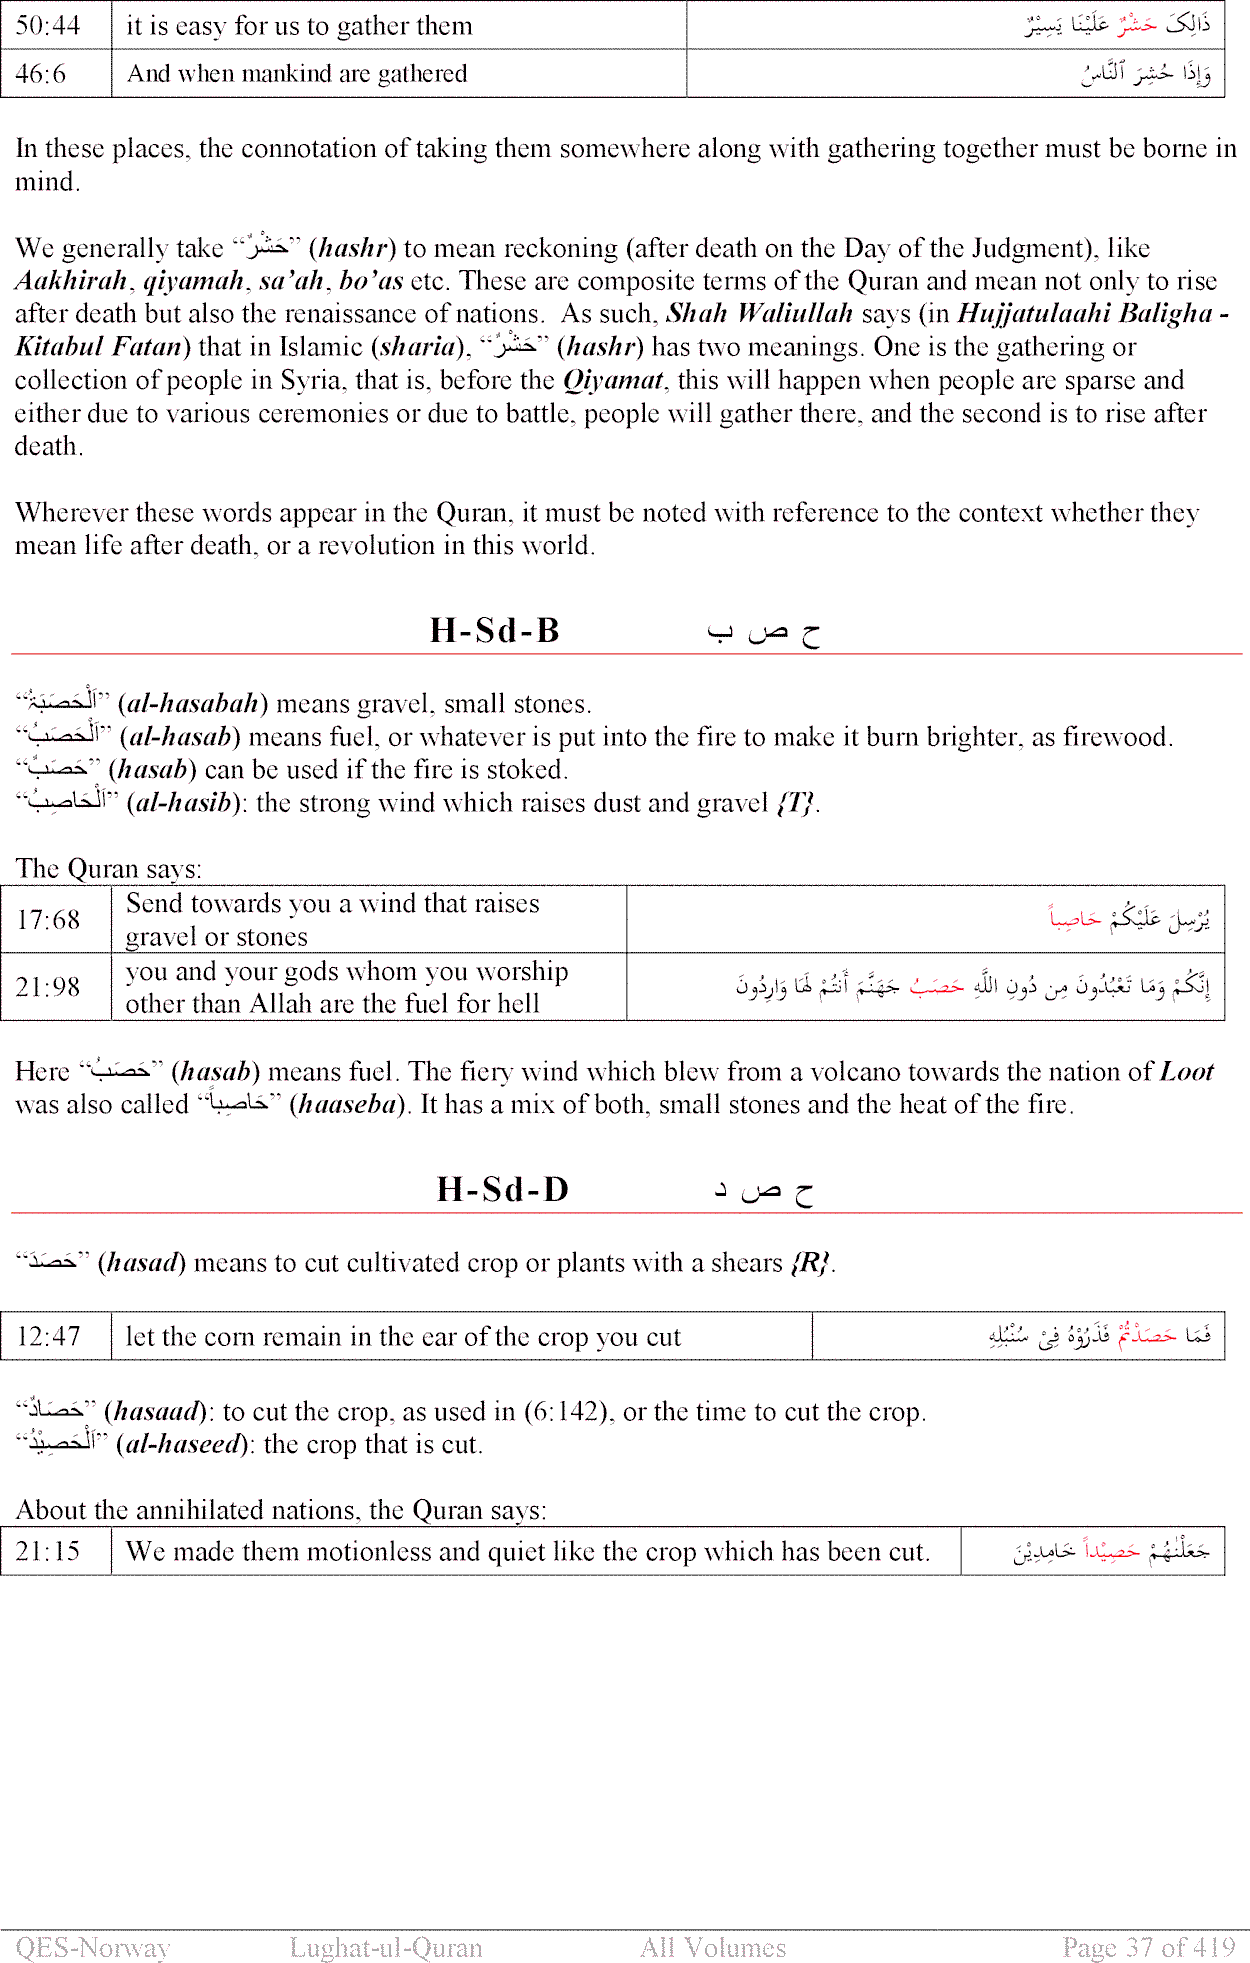 50:44 it is easy for us to gather them ذَالِکَ حَشْرٌ عَلَيْنَا يَسِيْرٌ
46:6 And when mankind are gathered وَإِذَا حُشِرَ ٱلنَّاسُ
In these places, the connotation of taking them somewhere along with gathering together must be borne in
mind.
We generally take “حَشْرٌ” (hashr) to mean reckoning (after death on the Day of the Judgment), like
Aakhirah, qiyamah, sa’ah, bo’as etc. These are composite terms of the Quran and mean not only to rise
after death but also the renaissance of nations.  As such, Shah Waliullah says (in Hujjatulaahi Baligha -
Kitabul Fatan) that in Islamic (sharia), “حَشْرٌ” (hashr) has two meanings. One is the gathering or
collection of people in Syria, that is, before the Qiyamat, this will happen when people are sparse and
either due to various ceremonies or due to battle, people will gather there, and the second is to rise after
death.
Wherever these words appear in the Quran, it must be noted with reference to the context whether they
mean life after death, or a revolution in this world.
H-Sd-B ح ص ب
“اَلْحَصَبَۃُ” (al-hasabah) means gravel, small stones.
“اَلْحَصَبُ” (al-hasab) means fuel, or whatever is put into the fire to make it burn brighter, as firewood.
“حَصَبٌ” (hasab) can be used if the fire is stoked.
“اَلْحَاصِبُ” (al-hasib): the strong wind which raises dust and gravel {T}.
The Quran says:
17:68 Send towards you a wind that raises يُرْسِلَ عَلَيْكُمْ حَاصِباً
gravel or stones
21:98 you and your gods whom you worship إِنَّكُمْ وَمَا تَعْبُدُونَ مِن دُونِ اللَّهِ حَصَبُ جَهَنَّمَ أَنتُمْ لَهَا وَارِدُونَ
other than Allah are the fuel for hell
Here “حَصَبُ” (hasab) means fuel. The fiery wind which blew from a volcano towards the nation of Loot
was also called “حَاصِباً” (haaseba). It has a mix of both, small stones and the heat of the fire.
H-Sd-D ح ص د
“حَصَدَ” (hasad) means to cut cultivated crop or plants with a shears {R}.
12:47 let the corn remain in the ear of the crop you cut فَمَا حَصَدْتُّمْ فَذَرُوْهُ فِىْ سُنْبُلِهِ
“حَصَادٌ” (hasaad): to cut the crop, as used in (6:142), or the time to cut the crop.
“اَلْحَصِيْدُ” (al-haseed): the crop that is cut.
About the annihilated nations, the Quran says:
21:15 We made them motionless and quiet like the crop which has been cut. جَعَلْنٰهُمْ حَصِيْداً خَامِدِيْنَ
QES-Norway Lughat-ul-Quran All Volumes Page 37 of 419